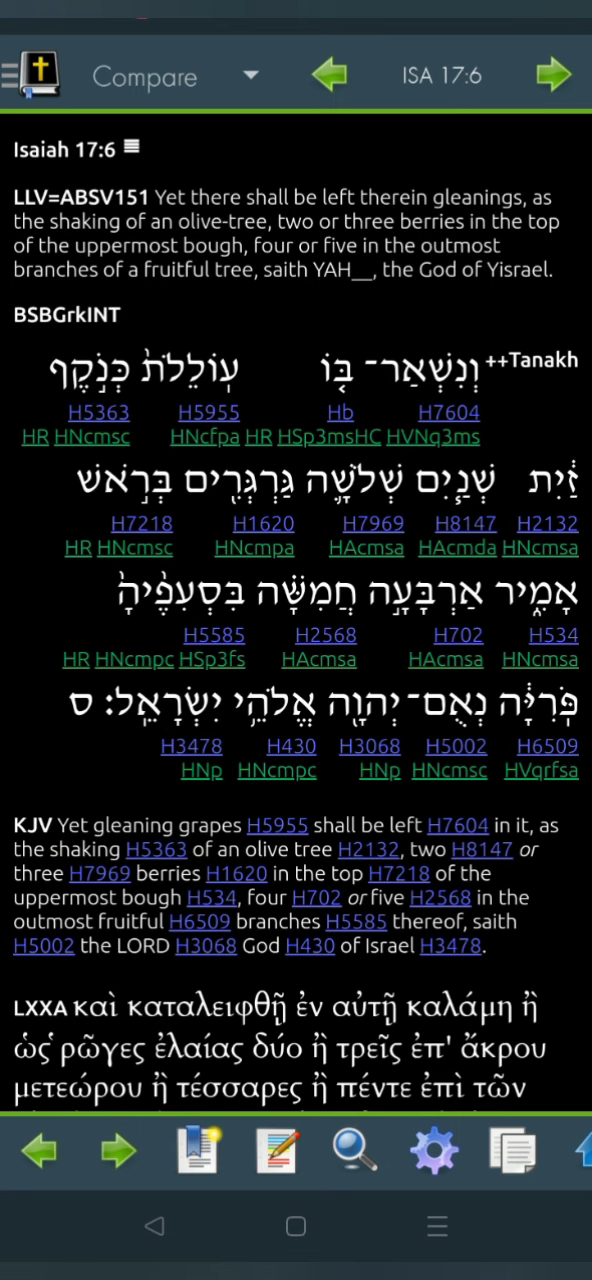 Compare
ISA 17:6
Isaiah 17:6
LLV=ABSV151 Yet there shall be left therein gleanings, as
the shaking of an olive-tree, two or three berries in the top
of the uppermost bough, four or five in the outmost
branches of a fruitful tree, saith YAH__, the God of Yisrael.
BSBGrkINT
++Tanakh וְנִשְׁאַר־ בּ֤וֹ עֽוֹלֵלֹת֙ כְּנֹ֣קֶף
H5363 H5955 Hb H7604
HR HNcmsc HNcfpa HR HSp3msHC HVNq3ms
זַ֔יִת שְׁנַ֧יִם שְׁלֹשָׁ֛ה גַּרְגְּרִ֖ים בְּרֹ֣אשׁ
H7218 H1620 H7969 H8147 H2132
HR HNcmsc HNcmpa HAcmsa HAcmda HNcmsa
אָמִ֑יר אַרְבָּעָ֣ה חֲמִשָּׁ֗ה בִּסְעִפֶ֙יהָ֙
H5585 H2568 H702 H534
HR HNcmpc HSp3fs HAcmsa HAcmsa HNcmsa
פֹּֽרִיָּ֔ה נְאֻם־ יְהוָ֖ה אֱלֹהֵ֥י יִשְׂרָאֵֽל׃ ס
H3478 H430 H3068 H5002 H6509
HNp HNcmpc HNp HNcmsc HVqrfsa
KJV Yet gleaning grapes H5955 shall be left H7604 in it, as
the shaking H5363 of an olive tree H2132, two H8147 or
three H7969 berries H1620 in the top H7218 of the
uppermost bough H534, four H702 or five H2568 in the
outmost fruitful H6509 branches H5585 thereof, saith
H5002 the LORD H3068 God H430 of Israel H3478.
LXXA καὶ καταλειφθῇ ἐν αὐτῇ καλάμη ἢ
ὡς ῥῶγες ἐλαίας δύο ἢ τρεῖς ἐπ' ἄκρου
μετεώρου ἢ τέσσαρες ἢ πέντε ἐπὶ τῶν